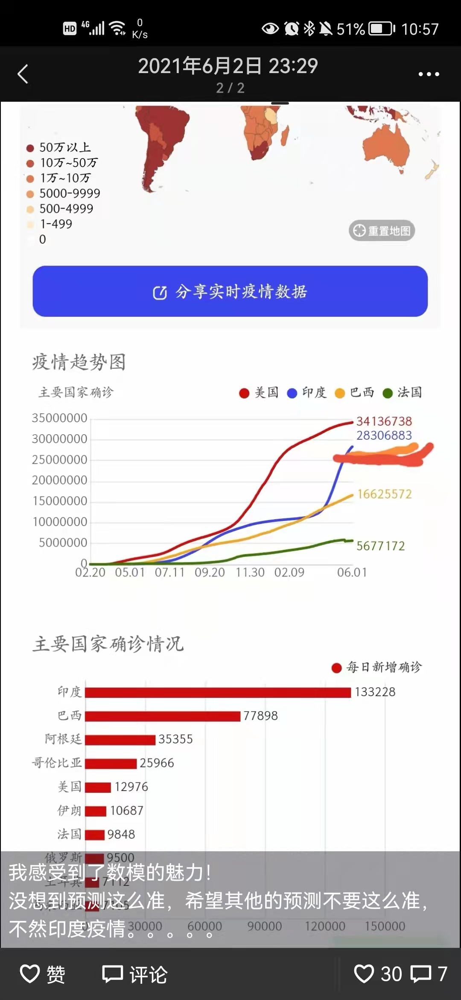 HD 4G 0 K/s 51% 10:57
2021年6月2日 23:29
2 / 2
50万以上
10万~50万
1万~10万
5000-9999
500-4999
1-499
0
重置地图
分享实时疫情数据
疫情趋势图
主要国家确诊 美国 印度 巴西 法国
35000000 34136738
30000000 28306883
25000000
20000000
15000000 16625572
10000000
5000000 5677172
0
02.20 05.01 07.11 09.20 11.30 02.09 06.01
主要国家确诊情况
每日新增确诊
印度 133228
巴西 77898
阿根廷 35355
哥伦比亚 25966
美国 12976
伊朗 10687
法国 9848
俄罗斯 9500
我感受到了数模的魅力！
土耳其 7112
没想到预测这么准，希望其他的预测不要这么准，
不然印度疫情。。。。。
0 30000 60000 90000 120000 150000
赞 评论 30 7